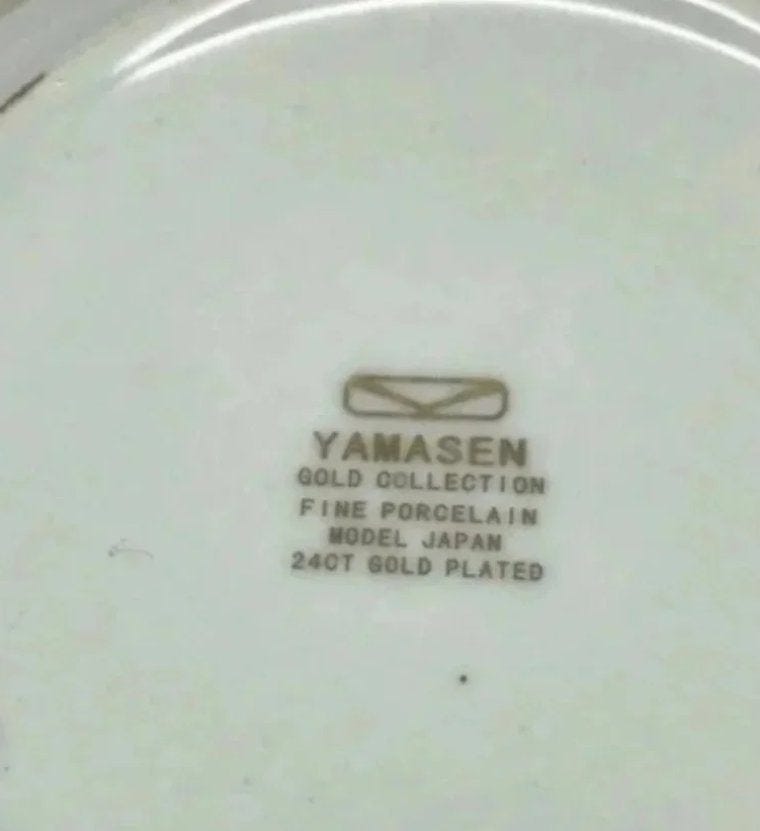 YAMASEN
GOLD COLLECTION
FINE PORCELAIN
MODEL JAPAN
24CT GOLD PLATED